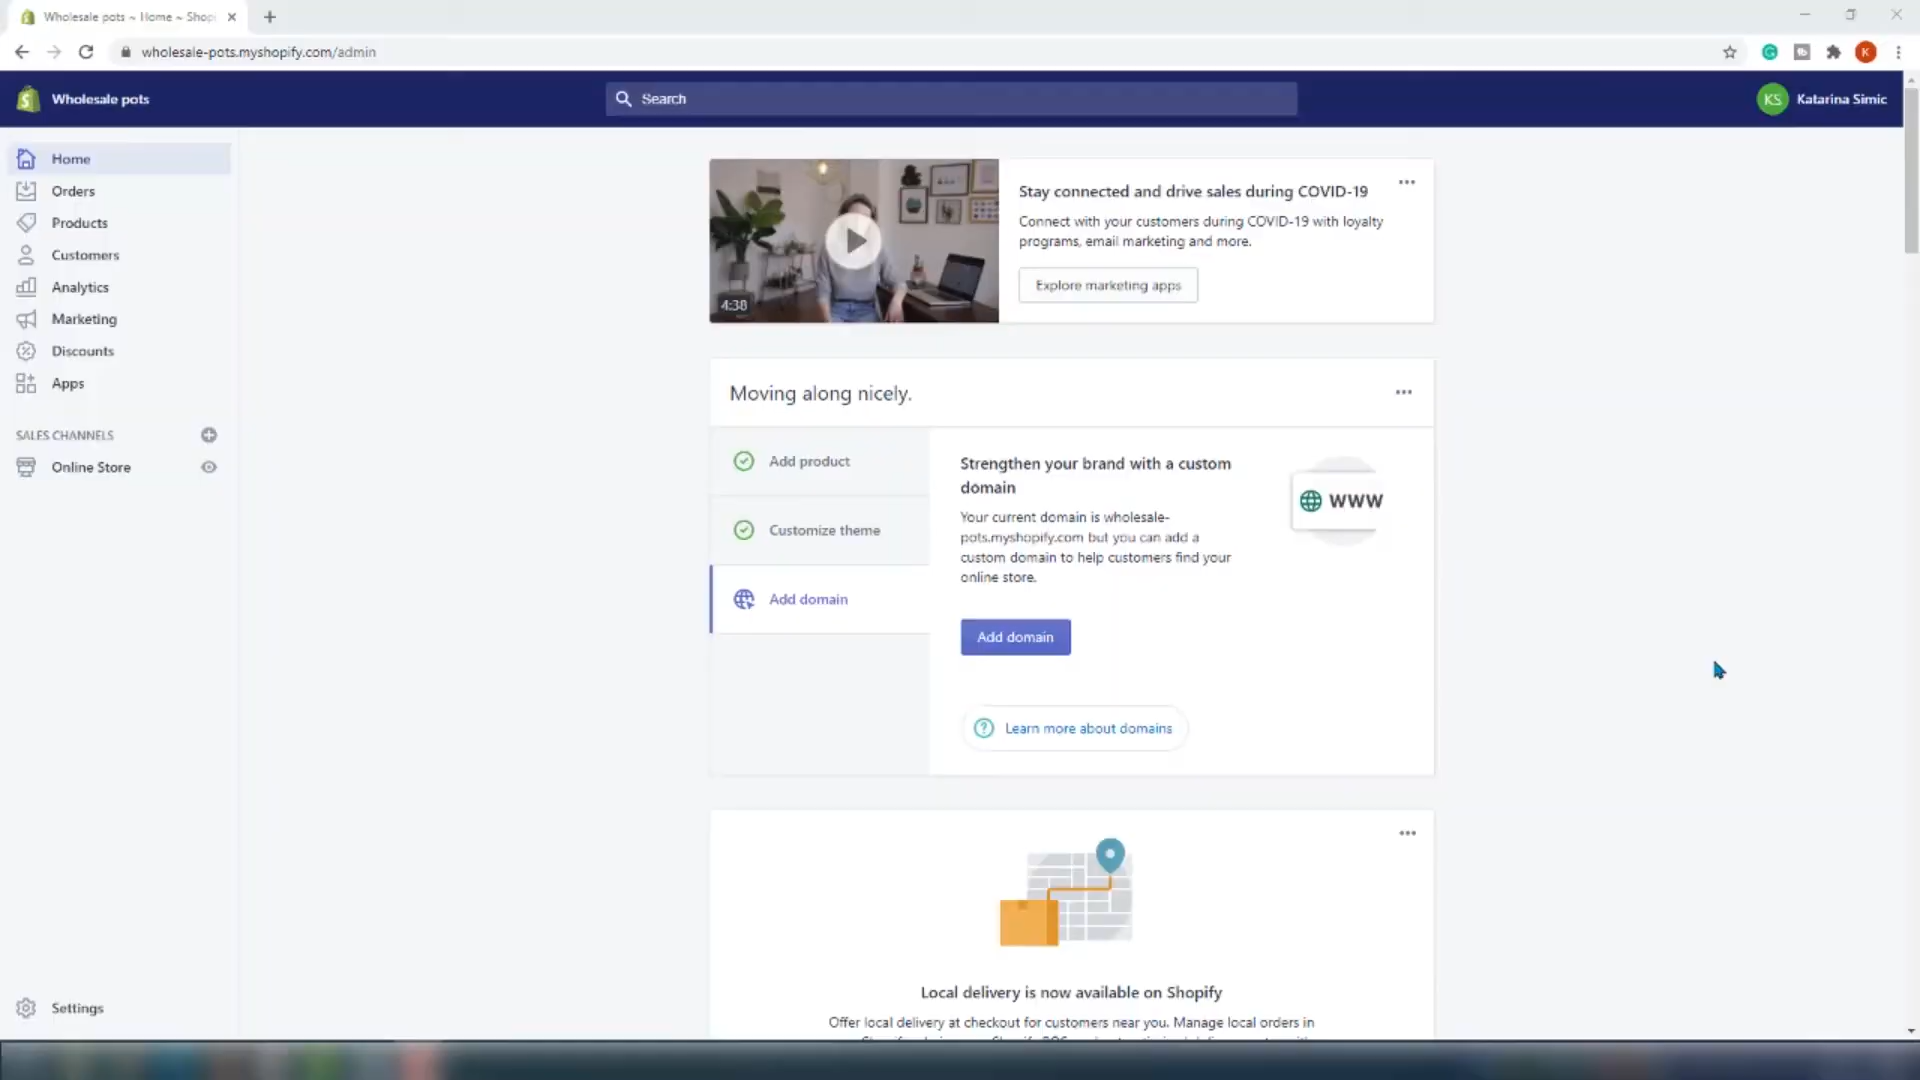 Wholesale pots ~ Home ~ Shopi
wholesale-pots.myshopify.com/admin
K
Wholesale pots
Search
KS
Katarina Simic
Home
Orders
Products
Customers
Analytics
Marketing
Discounts
Apps
SALES CHANNELS
Online Store
Settings
4:38
Stay connected and drive sales during COVID-19
Connect with your customers during COVID-19 with loyalty
programs, email marketing and more.
Explore marketing apps
Moving along nicely.
Add product
Customize theme
Add domain
Strengthen your brand with a custom
domain
Your current domain is wholesale-
pots.myshopify.com but you can add a
custom domain to help customers find your
online store.
WWW
Add domain
Learn more about domains
Local delivery is now available on Shopify
Offer local delivery at checkout for customers near you. Manage local orders in